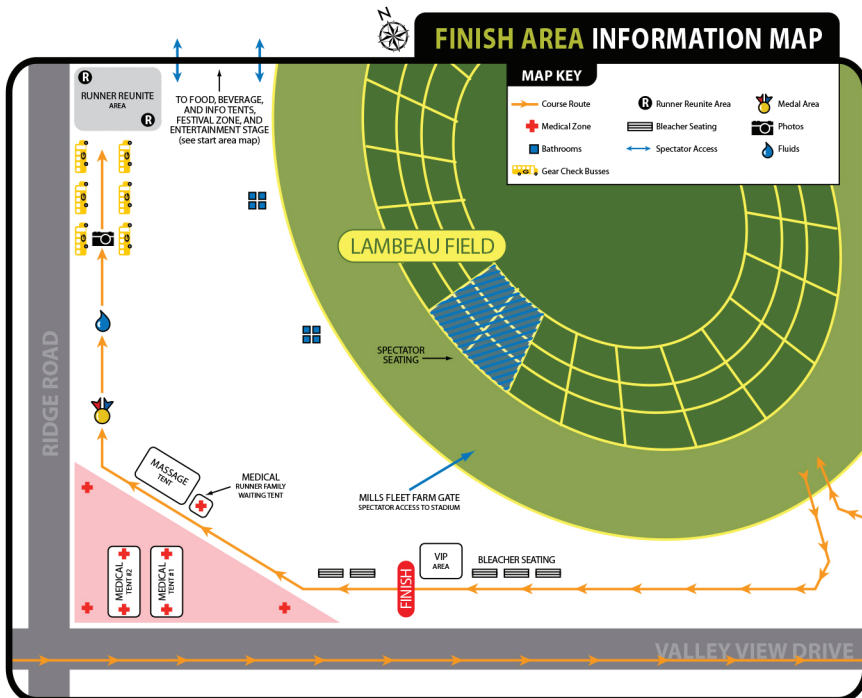 N
FINISH AREA INFORMATION MAP
MAP KEY
Course Route
R Runner Reunite Area
Medal Area
Medical Zone
Bleacher Seating
Photos
Bathrooms
Spectator Access
Fluids
G
Gear Check Busses
R
RUNNER REUNITE
AREA
R
TO FOOD, BEVERAGE,
AND INFO TENTS,
FESTIVAL ZONE, AND
ENTERTAINMENT STAGE
(see start area map)
LAMBEAU FIELD
SPECTATOR
SEATING
RIDGE ROAD
MASSAGE
TENT
MEDICAL
RUNNER FAMILY
WAITING TENT
MILLS FLEET FARM GATE
SPECTATOR ACCESS TO STADIUM
MEDICAL
TENT #2
MEDICAL
TENT #1
FINISH
VIP
AREA
BLEACHER SEATING
VALLEY VIEW DRIVE